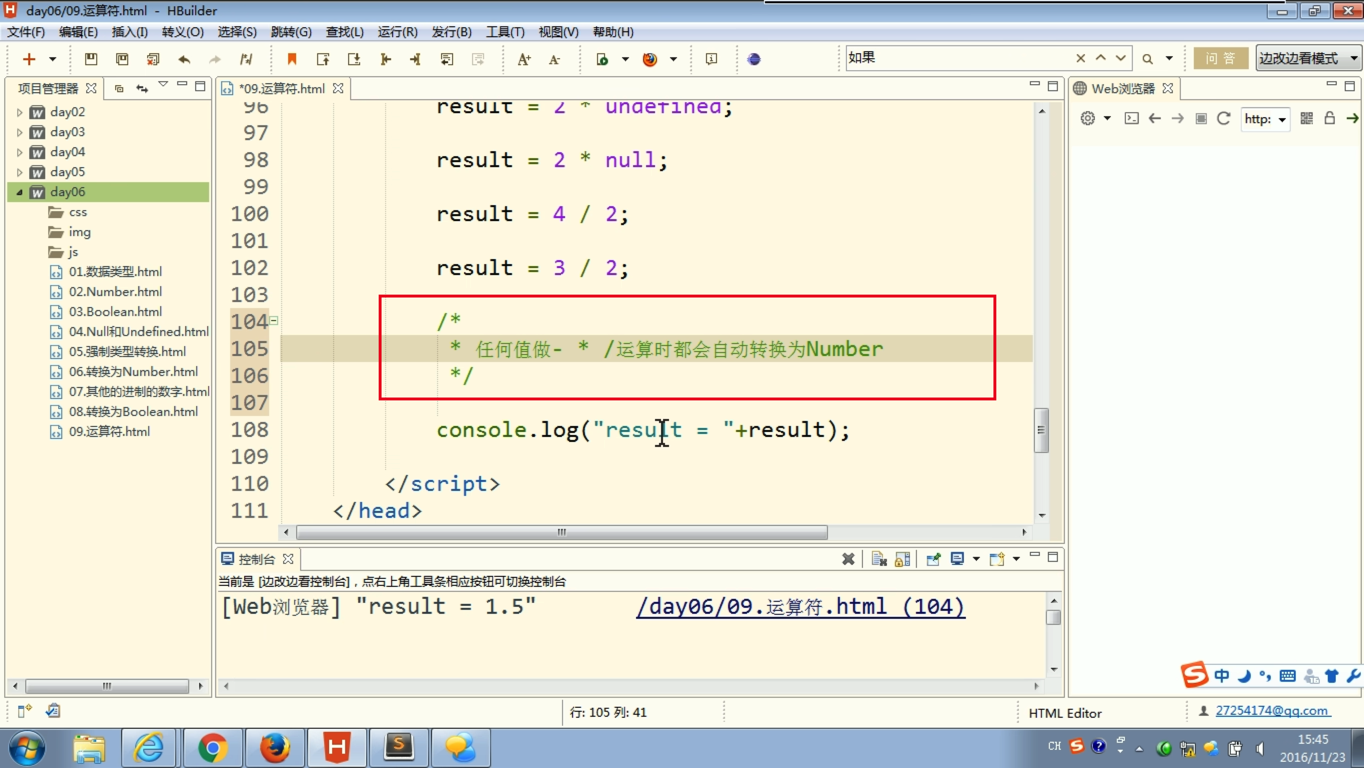 day06/09.运算符.html - HBuilder
文件(F) 编辑(E) 插入(I) 转义(O) 选择(S) 跳转(G) 查找(L) 运行(R) 发行(B) 工具(T) 视图(V) 帮助(H)
如果
问 答
边改边看模式
项目管理器
*09.运算符.html
Web浏览器
http:
day02
day03
day04
day05
day06
css
img
js
01.数据类型.html
02.Number.html
03.Boolean.html
04.Null和Undefined.html
05.强制类型转换.html
06.转换为Number.html
07.其他的进制的数字.html
08.转换为Boolean.html
09.运算符.html
96 result = 2 * undefined;
97
98 result = 2 * null;
99
100 result = 4 / 2;
101
102 result = 3 / 2;
103
104 /*
105 * 任何值做- * /运算时都会自动转换为Number
106 */
107
108 console.log("result = "+result);
109
110 </script>
111 </head>
控制台
当前是 [边改边看控制台]，点右上角工具条相应按钮可切换控制台
[Web浏览器] "result = 1.5" /day06/09.运算符.html (104)
中
行: 105 列: 41
HTML Editor
27254174@qq.com
CH
15:45
2016/11/23